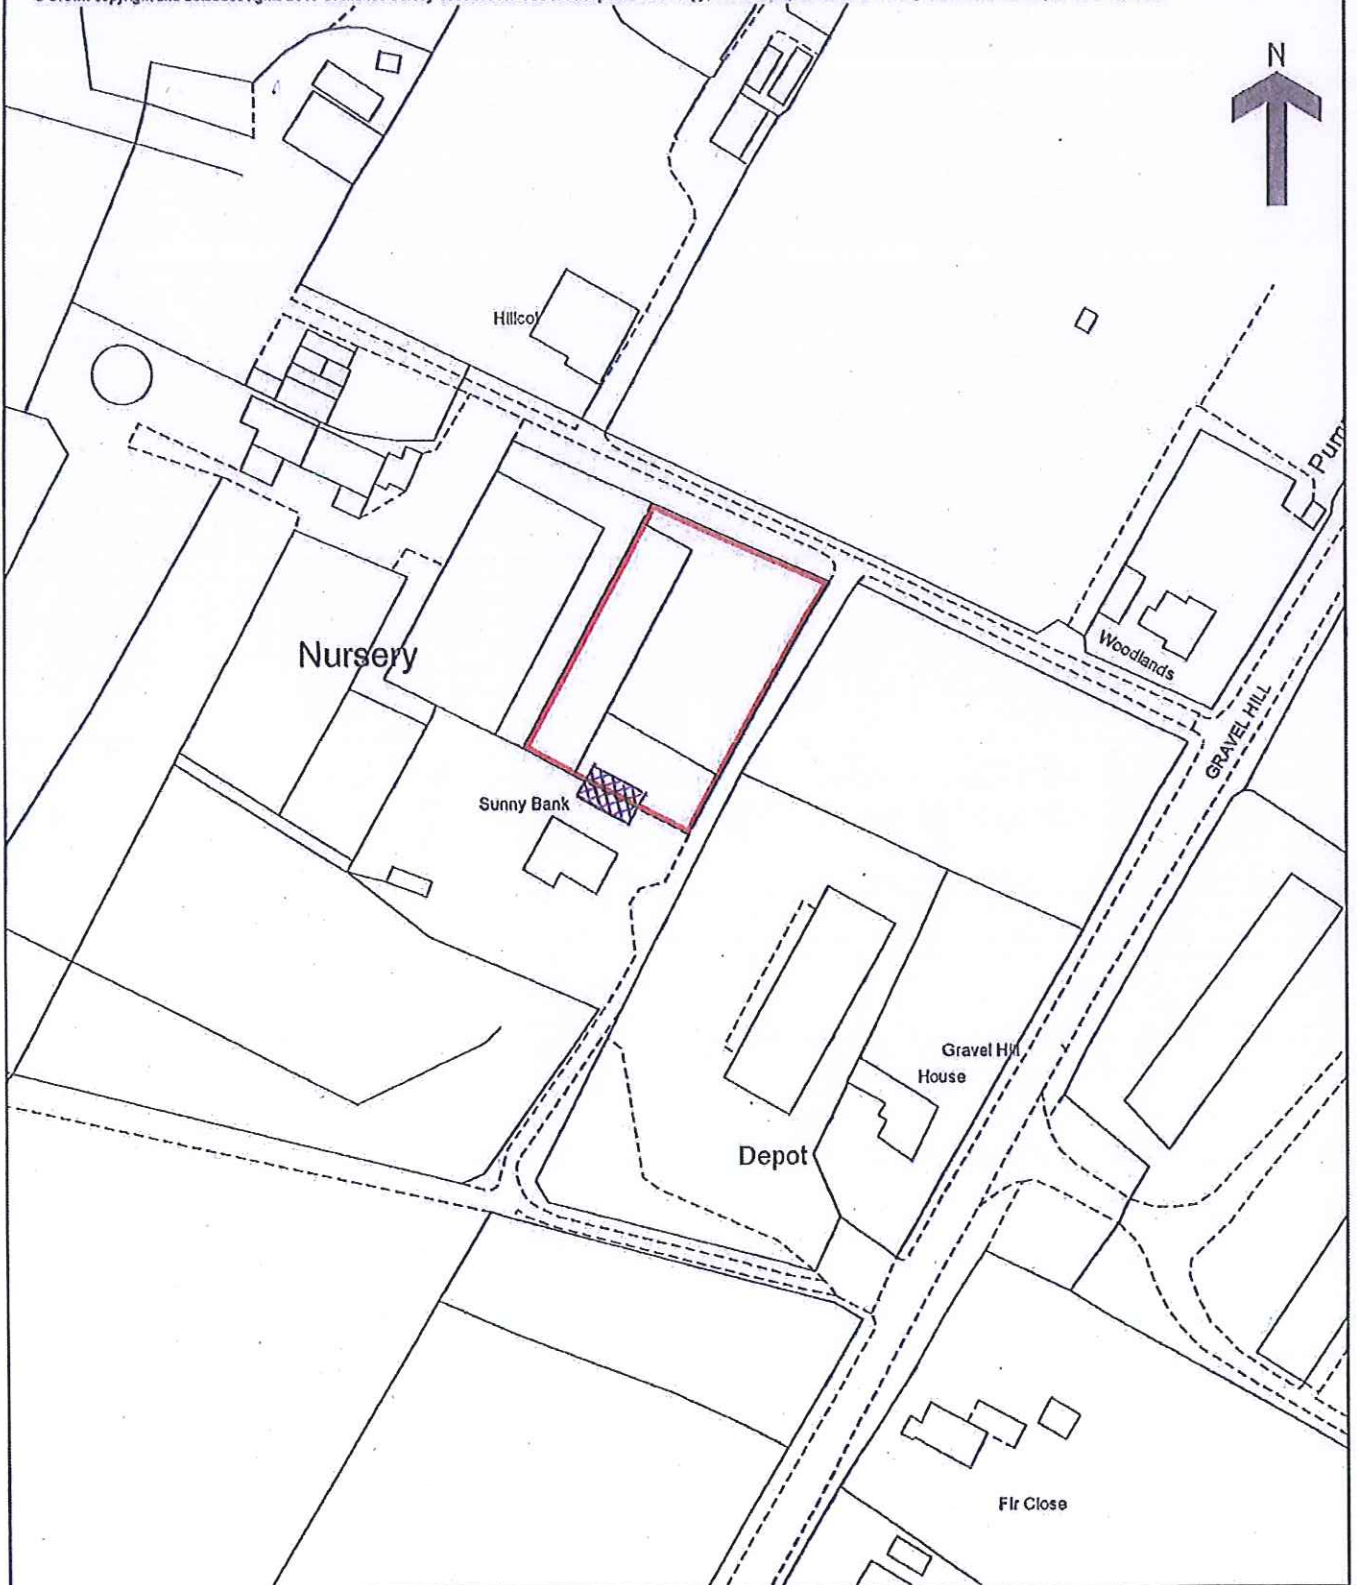 N
Hillcot
Pum
Woodlands
Nursery
GRAVEL HILL
Sunny Bank
Gravel Hill
House
Depot
Fir Close